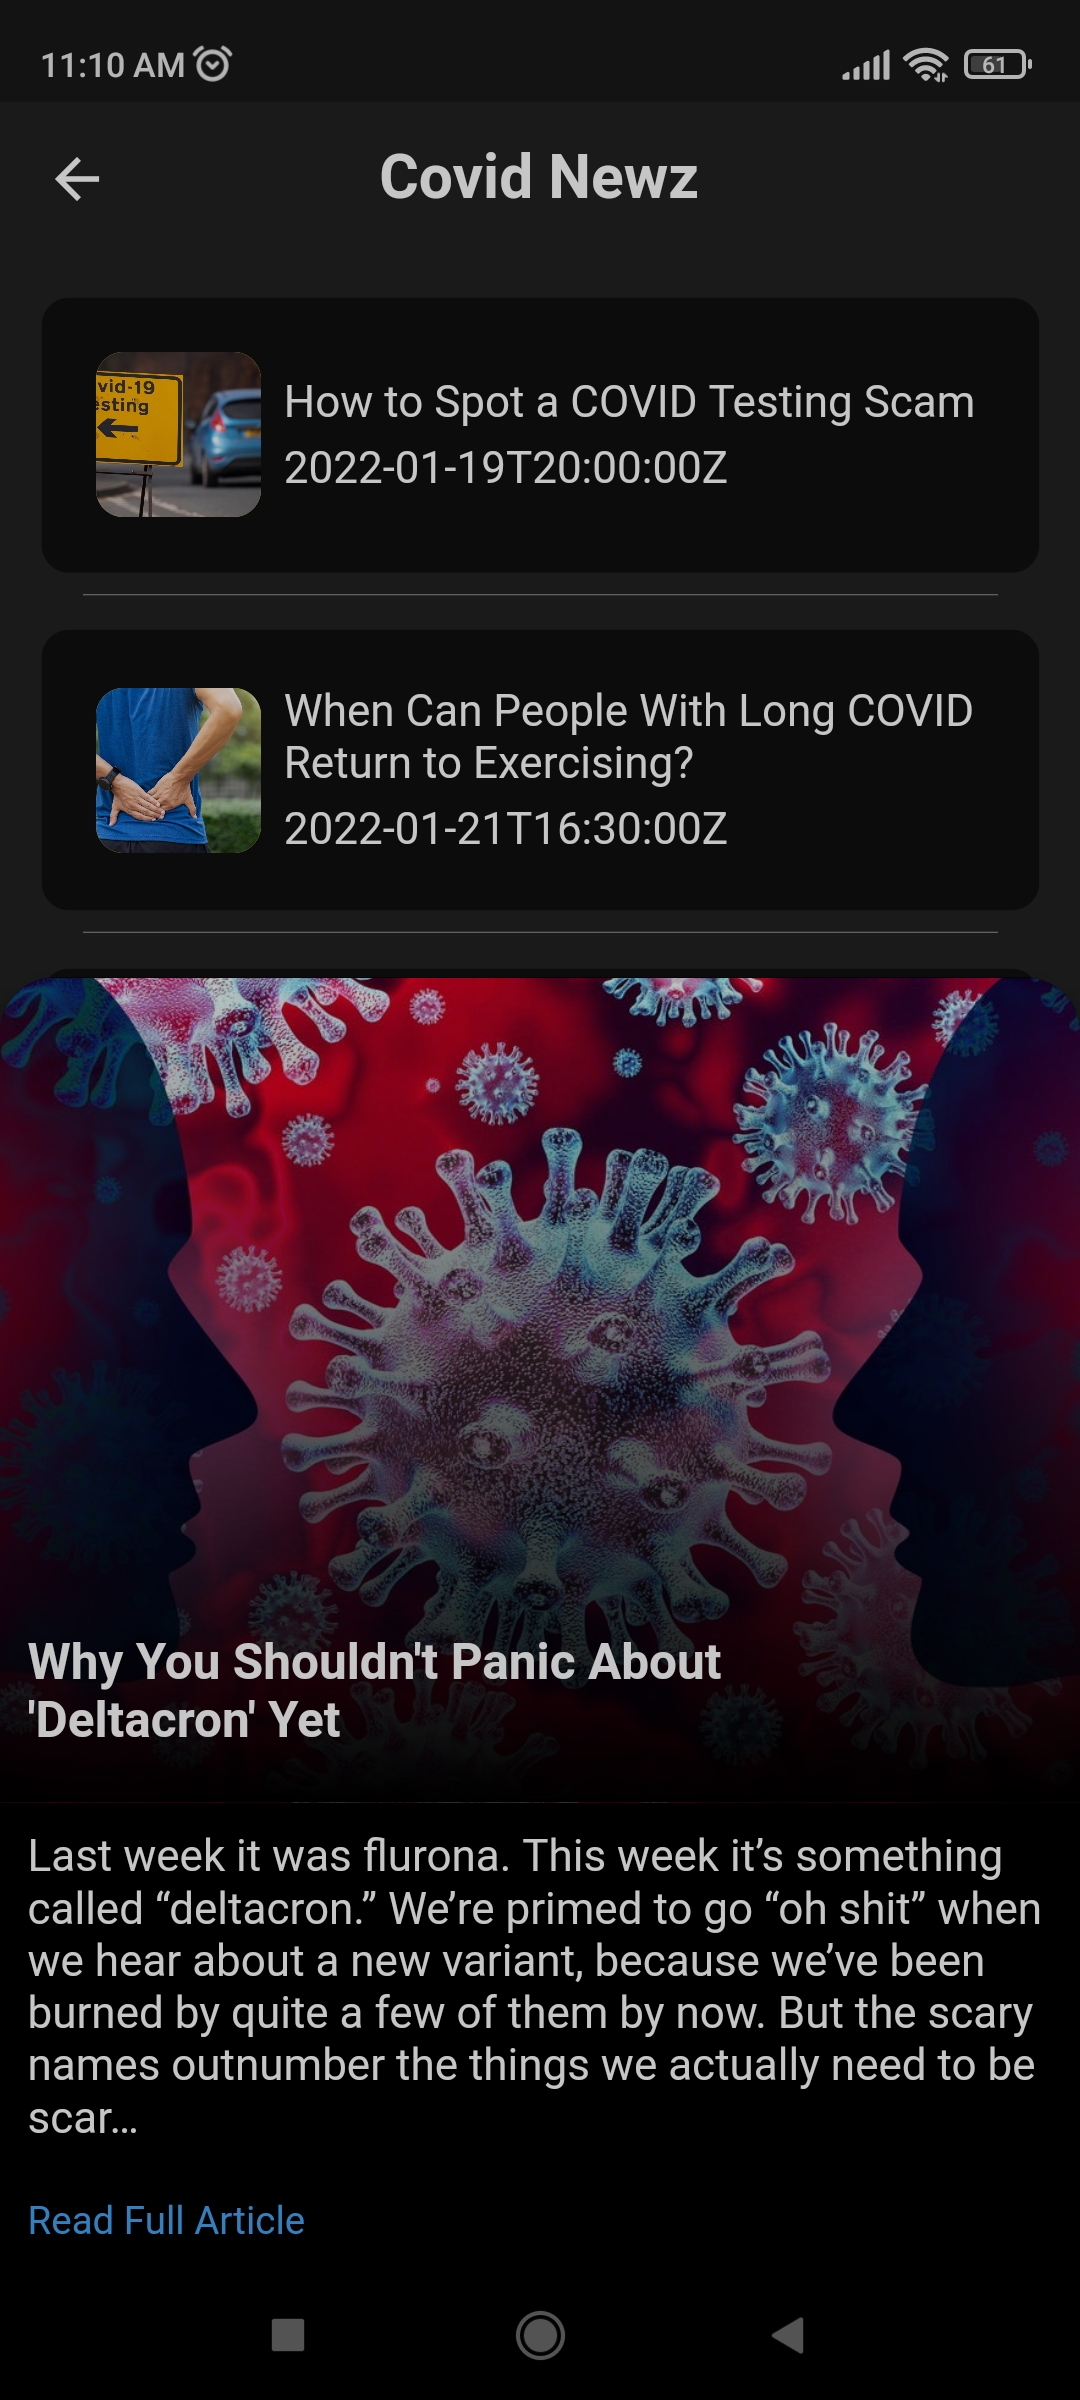 11:10 AM
61
Covid Newz
vid-19
esting
How to Spot a COVID Testing Scam
2022-01-19T20:00:00Z
When Can People With Long COVID
Return to Exercising?
2022-01-21T16:30:00Z
Why You Shouldn't Panic About
'Deltacron' Yet
Last week it was flurona. This week it’s something
called “deltacron.” We’re primed to go “oh shit” when
we hear about a new variant, because we’ve been
burned by quite a few of them by now. But the scary
names outnumber the things we actually need to be
scar…
Read Full Article